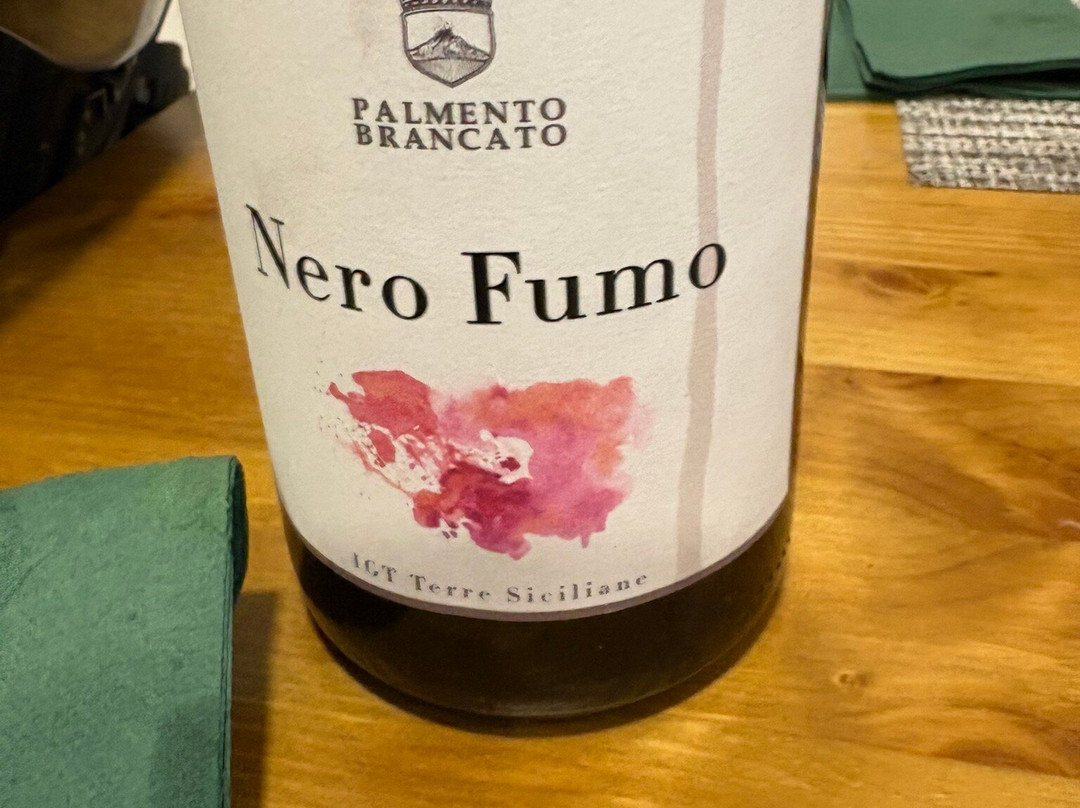 PALMENTO
BRANCATO
Nero Fumo
IGT Terre Siciliane